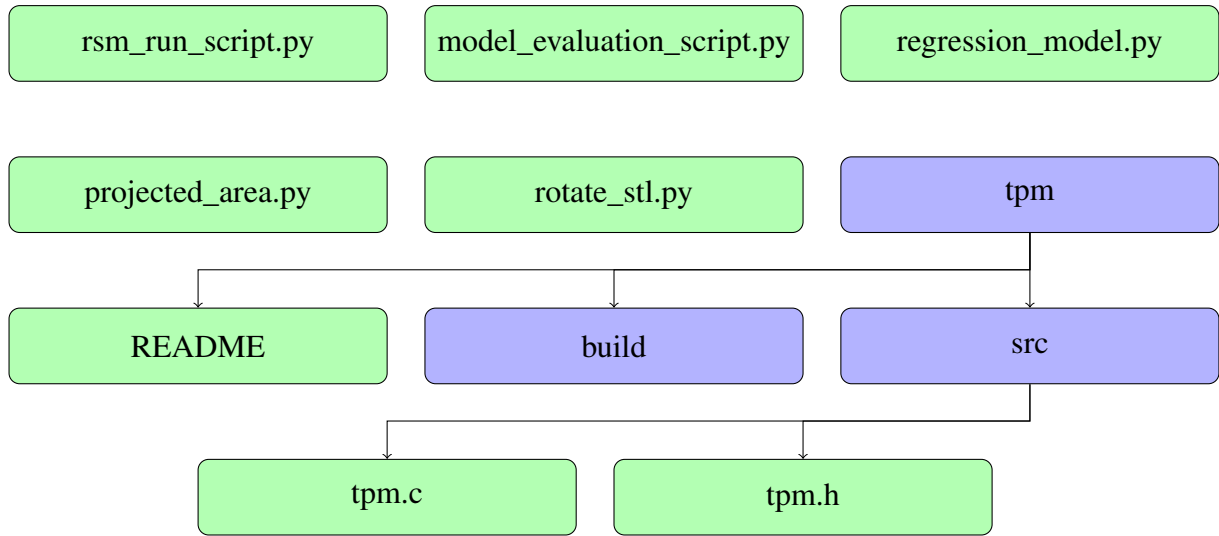 rsm_run_script.py
model_evaluation_script.py
regression_model.py
projected_area.py
rotate_stl.py
tpm
README
build
src
tpm.c
tpm.h